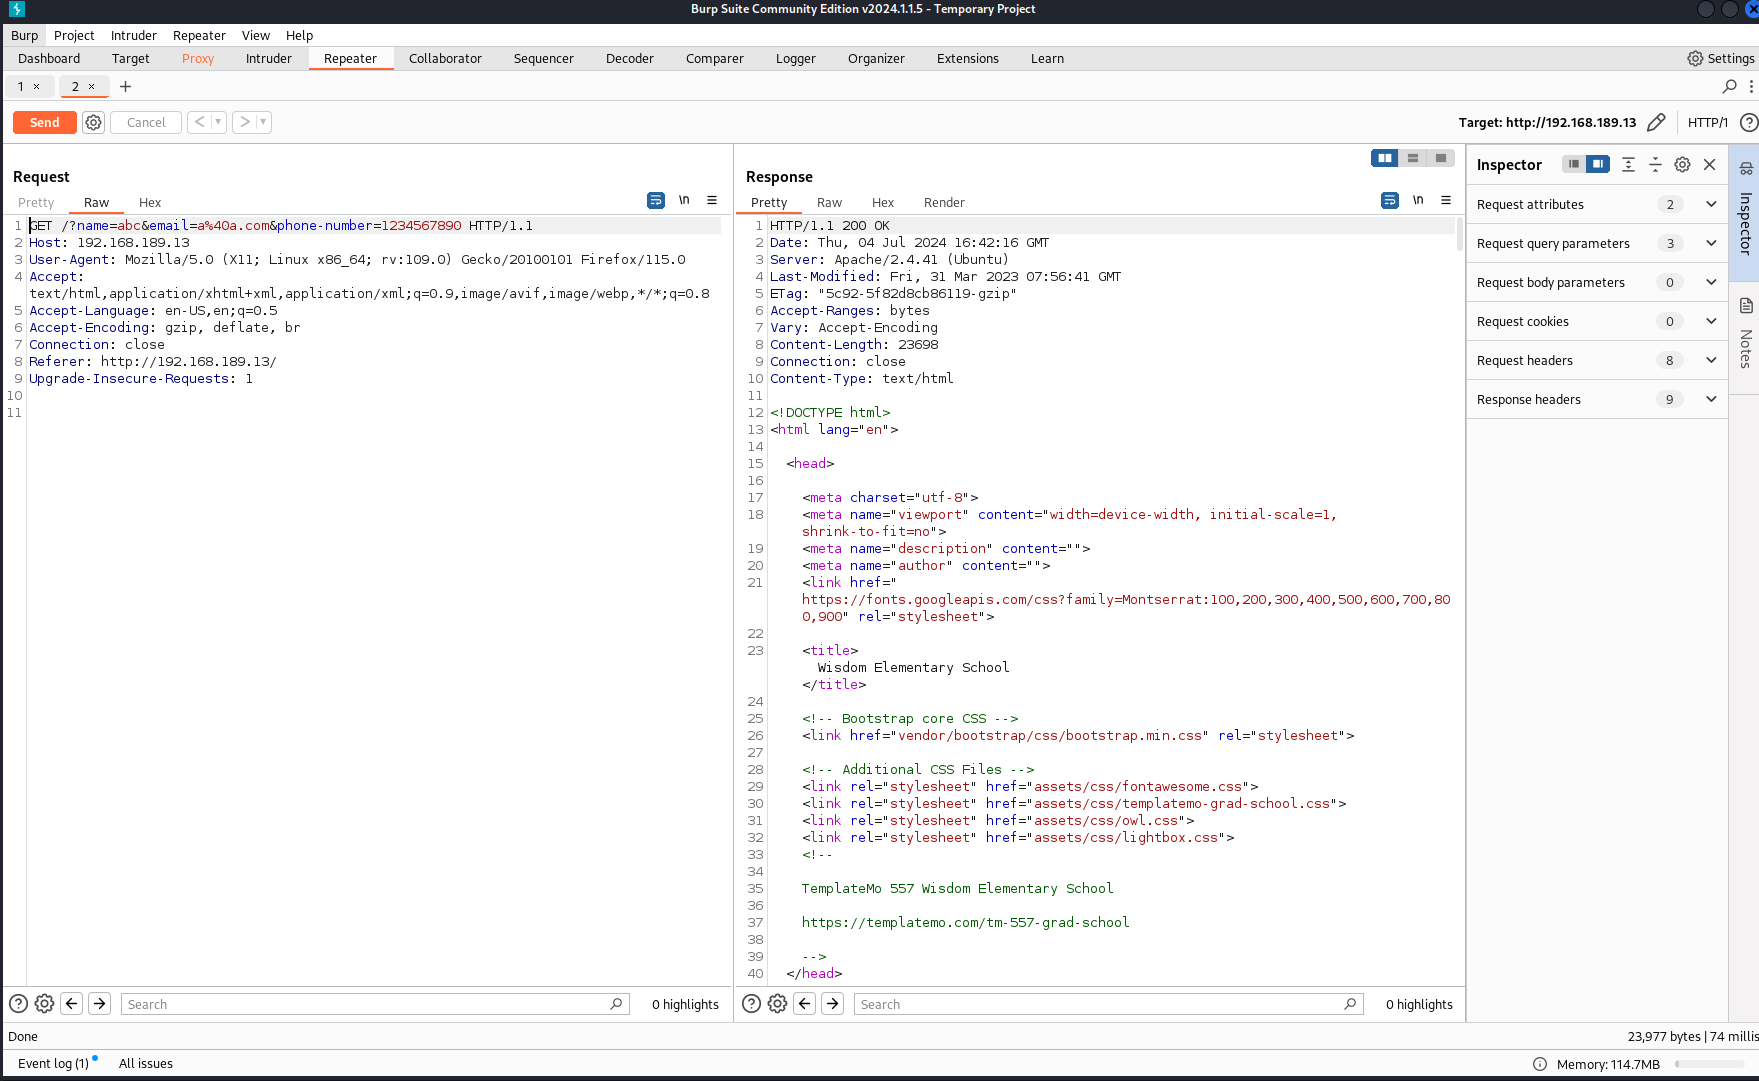 Burp Suite Community Edition v2024.1.1.5 - Temporary Project
Burp Project Intruder Repeater View Help
Dashboard Target Proxy Intruder Repeater Collaborator Sequencer Decoder Comparer Logger Organizer Extensions Learn Settings
1 × 2 × +
Send Cancel < > Target: http://192.168.189.13 HTTP/1
Request
Pretty Raw Hex \n
1 GET /?name=abc&email=a%40a.com&phone-number=1234567890 HTTP/1.1
2 Host: 192.168.189.13
3 User-Agent: Mozilla/5.0 (X11; Linux x86_64; rv:109.0) Gecko/20100101 Firefox/115.0
4 Accept:
text/html,application/xhtml+xml,application/xml;q=0.9,image/avif,image/webp,*/*;q=0.8
5 Accept-Language: en-US,en;q=0.5
6 Accept-Encoding: gzip, deflate, br
7 Connection: close
8 Referer: http://192.168.189.13/
9 Upgrade-Insecure-Requests: 1
10
11
Search 0 highlights
Response
Pretty Raw Hex Render \n
1 HTTP/1.1 200 OK
2 Date: Thu, 04 Jul 2024 16:42:16 GMT
3 Server: Apache/2.4.41 (Ubuntu)
4 Last-Modified: Fri, 31 Mar 2023 07:56:41 GMT
5 ETag: "5c92-5f82d8cb86119-gzip"
6 Accept-Ranges: bytes
7 Vary: Accept-Encoding
8 Content-Length: 23698
9 Connection: close
10 Content-Type: text/html
11
12 <!DOCTYPE html>
13 <html lang="en">
14
15 <head>
16
17 <meta charset="utf-8">
18 <meta name="viewport" content="width=device-width, initial-scale=1,
shrink-to-fit=no">
19 <meta name="description" content="">
20 <meta name="author" content="">
21 <link href="
https://fonts.googleapis.com/css?family=Montserrat:100,200,300,400,500,600,700,80
0,900" rel="stylesheet">
22
23 <title>
Wisdom Elementary School
</title>
24
25 <!-- Bootstrap core CSS -->
26 <link href="vendor/bootstrap/css/bootstrap.min.css" rel="stylesheet">
27
28 <!-- Additional CSS Files -->
29 <link rel="stylesheet" href="assets/css/fontawesome.css">
30 <link rel="stylesheet" href="assets/css/templatemo-grad-school.css">
31 <link rel="stylesheet" href="assets/css/owl.css">
32 <link rel="stylesheet" href="assets/css/lightbox.css">
33 <!--
34
35 TemplateMo 557 Wisdom Elementary School
36
37 https://templatemo.com/tm-557-grad-school
38
39 -->
40 </head>
Search 0 highlights
Inspector
Request attributes 2
Request query parameters 3
Request body parameters 0
Request cookies 0
Request headers 8
Response headers 9
Inspector
Notes
Done 23,977 bytes | 74 millis
Event log (1) All issues Memory: 114.7MB